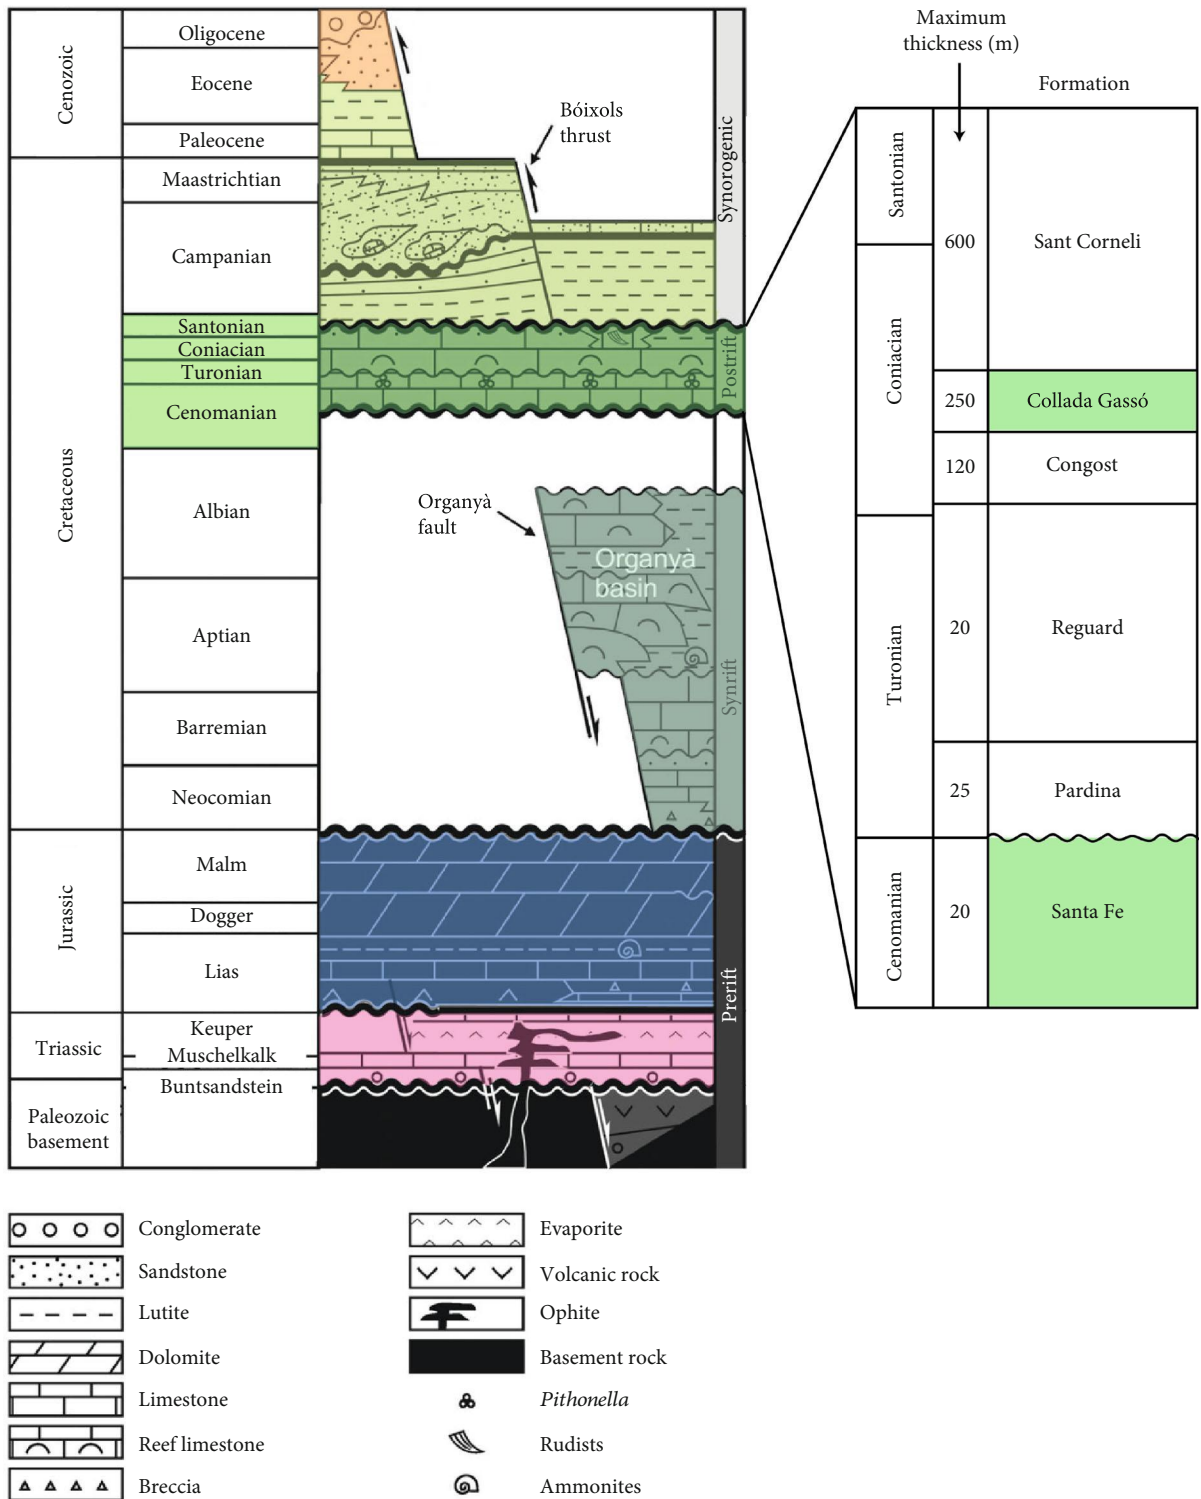 Cenozoic
Oligocene
Eocene
Paleocene
Cretaceous
Maastrichtian
Campanian
Santonian
Coniacian
Turonian
Cenomanian
Albian
Aptian
Barremian
Neocomian
Jurassic
Malm
Dogger
Lias
Triassic
Keuper
Muschelkalk
Buntsandstein
Paleozoic
basement
Bóixols
thrust
Organyà
fault
Organyà
basin
Synorogenic
Postrift
Synrift
Prerift
Maximum
thickness (m)
Formation
Santonian
Coniacian
Turonian
Cenomanian
600
Sant Corneli
250
Collada Gassó
120
Congost
20
Reguard
25
Pardina
20
Santa Fe
Conglomerate
Sandstone
Lutite
Dolomite
Limestone
Reef limestone
Breccia
Evaporite
Volcanic rock
Ophite
Basement rock
Pithonella
Rudists
Ammonites